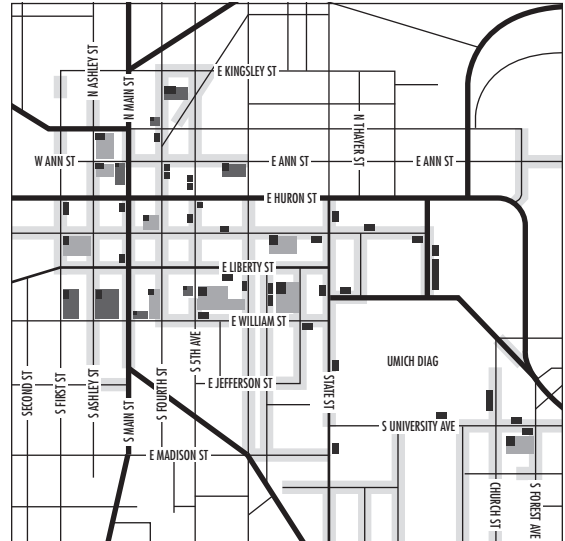 E KINGSLEY ST
N ASHLEY ST
N MAIN ST
N THAYER ST
W ANN ST
E ANN ST
E ANN ST
E HURON ST
E LIBERTY ST
E WILLIAM ST
UMICH DIAG
SECOND ST
S FIRST ST
S ASHLEY ST
S MAIN ST
S FOURTH ST
S 5TH AVE
E JEFFERSON ST
STATE ST
S UNIVERSITY AVE
E MADISON ST
CHURCH ST
S FOREST AVE